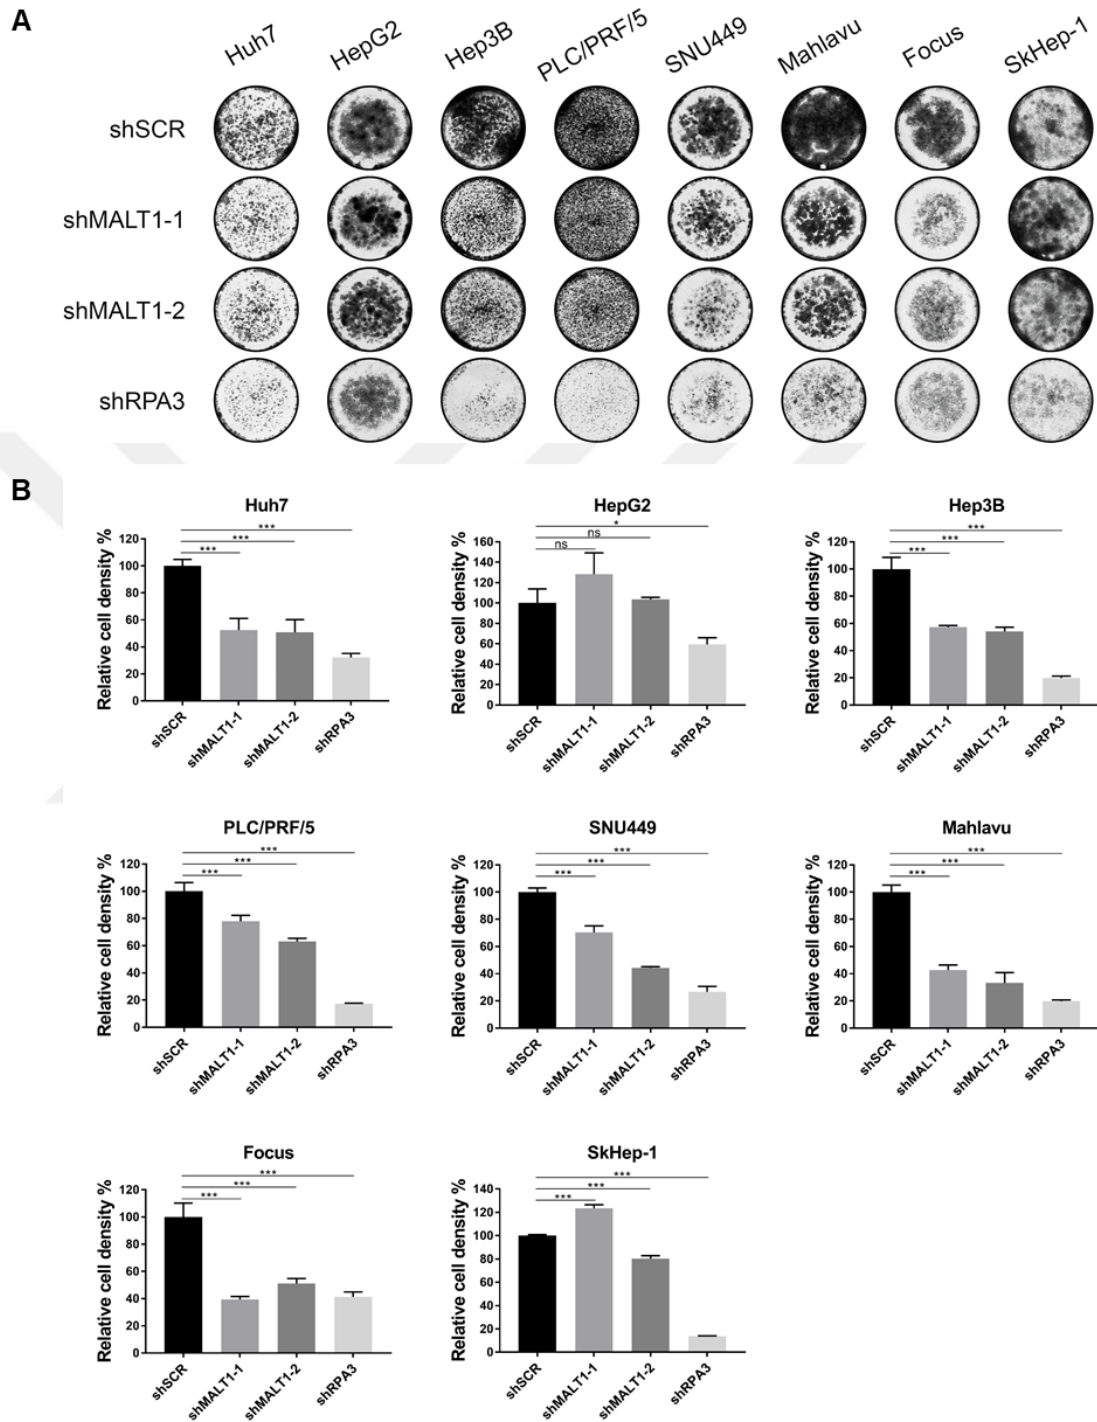 A
Huh7 HepG2 Hep3B PLC/PRF/5 SNU449 Mahlavu Focus SkHep-1
shSCR
shMALT1-1
shMALT1-2
shRPA3
B
Huh7
Relative cell density %
120
100
80
60
40
20
0
***
***
***
shSCR shMALT1-1 shMALT1-2 shRPA3
HepG2
Relative cell density %
160
140
120
100
80
60
40
20
0
*
ns
ns
shSCR shMALT1-1 shMALT1-2 shRPA3
Hep3B
Relative cell density %
120
100
80
60
40
20
0
***
***
***
shSCR shMALT1-1 shMALT1-2 shRPA3
PLC/PRF/5
Relative cell density %
120
100
80
60
40
20
0
***
***
***
shSCR shMALT1-1 shMALT1-2 shRPA3
SNU449
Relative cell density %
120
100
80
60
40
20
0
***
***
***
shSCR shMALT1-1 shMALT1-2 shRPA3
Mahlavu
Relative cell density %
120
100
80
60
40
20
0
***
***
***
shSCR shMALT1-1 shMALT1-2 shRPA3
Focus
Relative cell density %
120
100
80
60
40
20
0
***
***
***
shSCR shMALT1-1 shMALT1-2 shRPA3
SkHep-1
Relative cell density %
140
120
100
80
60
40
20
0
***
***
***
shSCR shMALT1-1 shMALT1-2 shRPA3